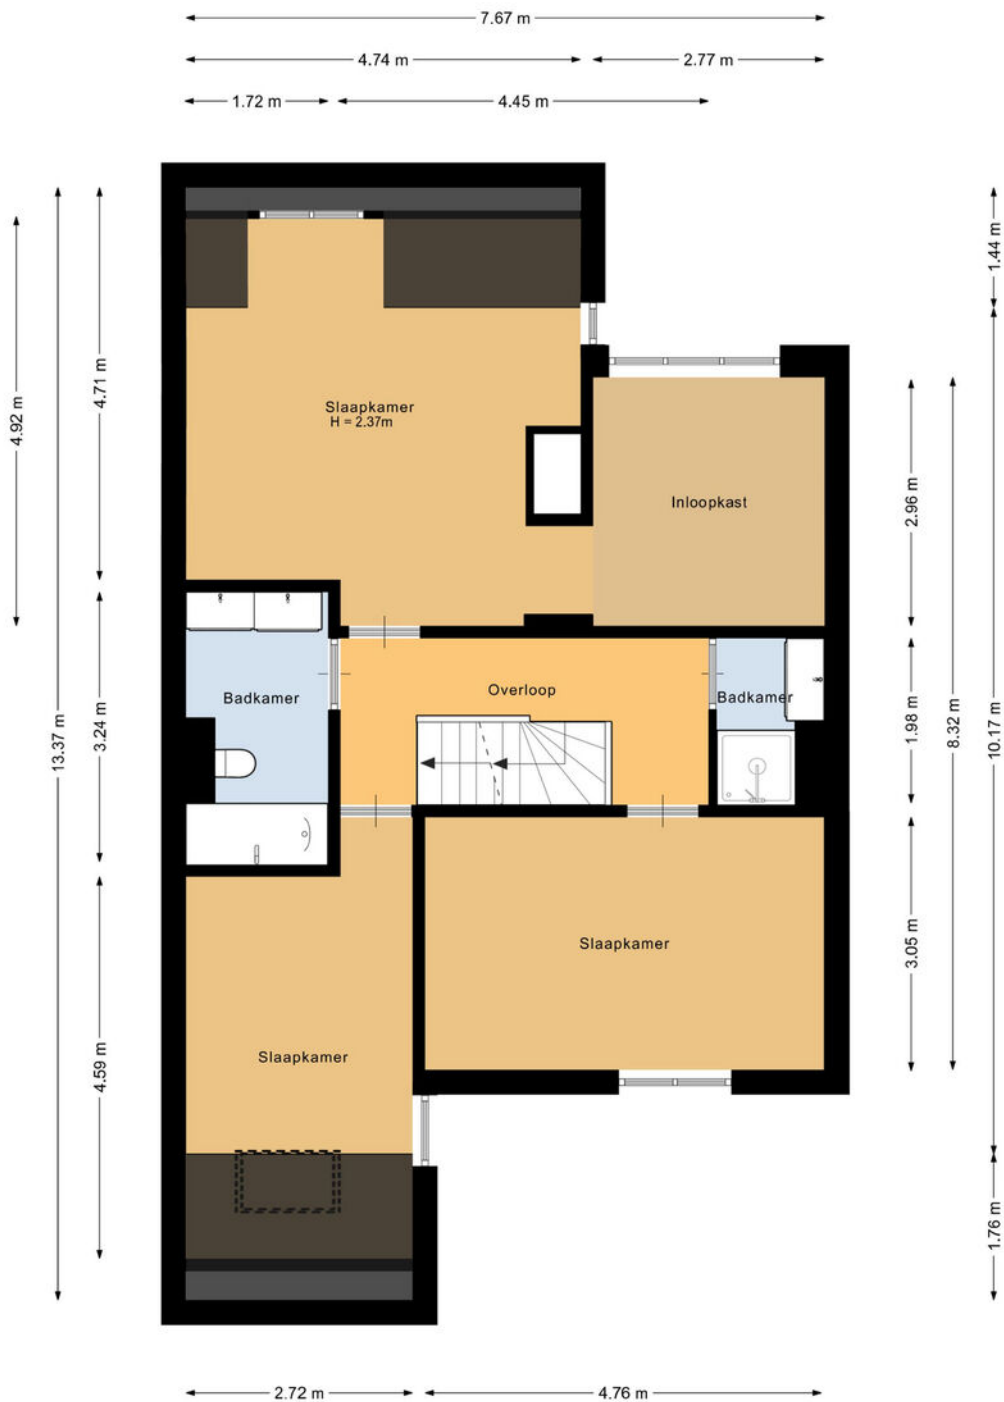 7.67 m
4.74 m
2.77 m
1.72 m
4.45 m
13.37 m
4.92 m
4.71 m
3.24 m
4.59 m
1.44 m
10.17 m
1.76 m
2.96 m
1.98 m
3.05 m
8.32 m
Slaapkamer
H = 2.37m
Inloopkast
Badkamer
Overloop
Badkamer
Slaapkamer
Slaapkamer
2.72 m
4.76 m